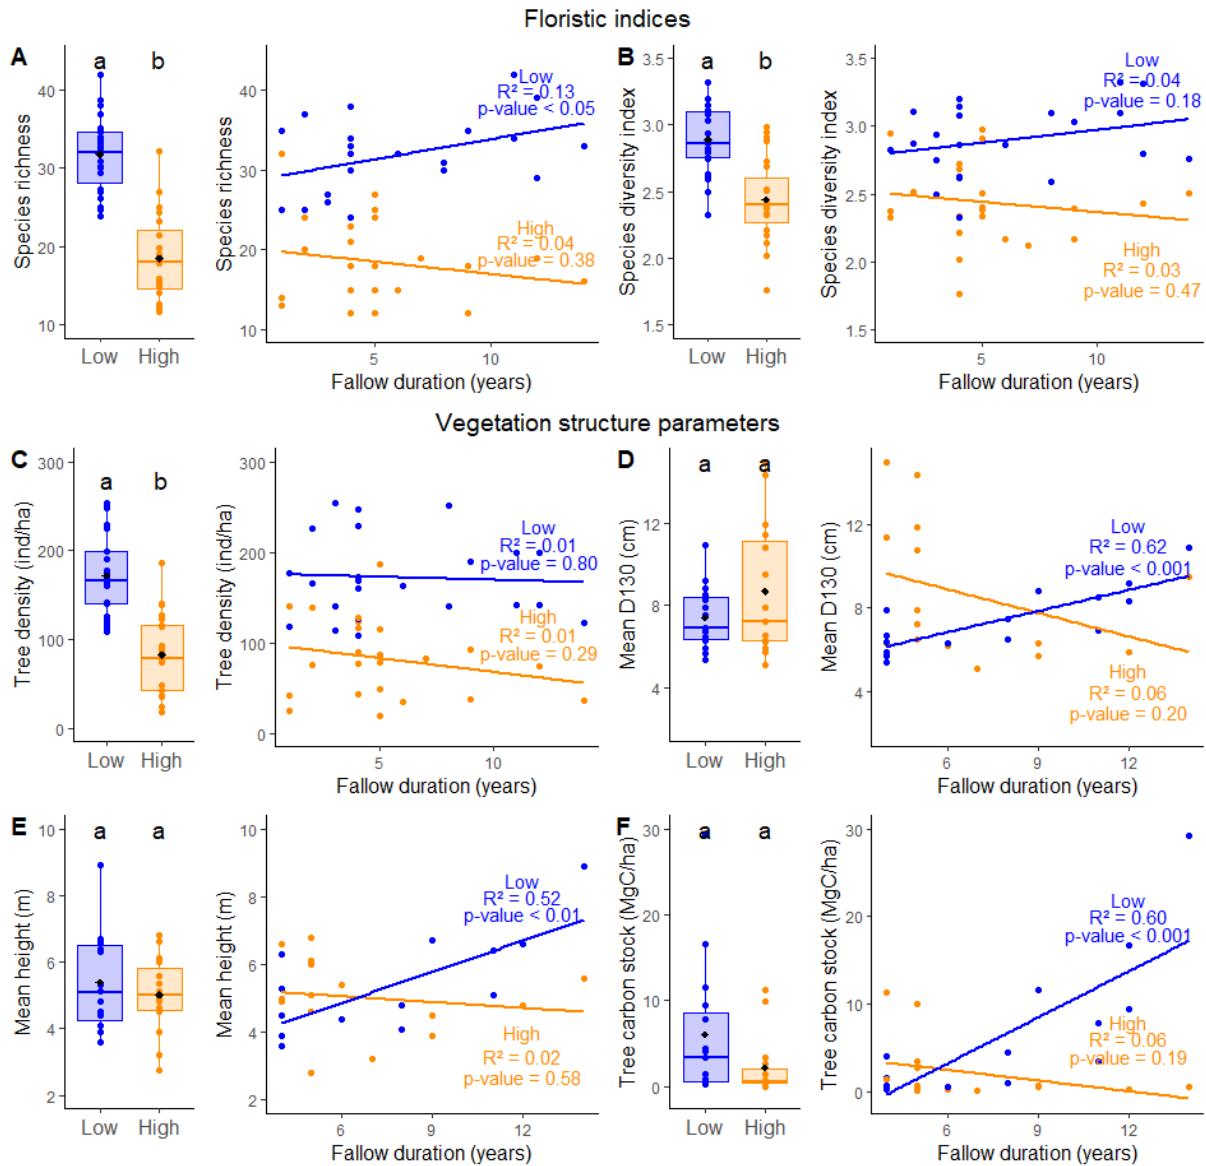 Floristic indices
A
a b
Species richness
40
30
20
10
Low High
Species richness
40
30
20
10
5 10
Fallow duration (years)
Low
R² = 0.13
p-value < 0.05
High
R² = 0.04
p-value = 0.38
B
a b
Species diversity index
3.5
3.0
2.5
2.0
1.5
Low High
Species diversity index
3.5
3.0
2.5
2.0
1.5
5 10
Fallow duration (years)
Low
R² = 0.04
p-value = 0.18
High
R² = 0.03
p-value = 0.47
Vegetation structure parameters
C
a b
Tree density (ind/ha)
300
200
100
0
Low High
Tree density (ind/ha)
300
200
100
0
5 10
Fallow duration (years)
Low
R² = 0.01
p-value = 0.80
High
R² = 0.01
p-value = 0.29
D
a a
Mean D130 (cm)
12
8
4
Low High
Mean D130 (cm)
12
8
4
6 9 12
Fallow duration (years)
Low
R² = 0.62
p-value < 0.001
High
R² = 0.06
p-value = 0.20
E
a a
Mean height (m)
10
8
6
4
2
Low High
Mean height (m)
10
8
6
4
2
6 9 12
Fallow duration (years)
Low
R² = 0.52
p-value < 0.01
High
R² = 0.02
p-value = 0.58
F
a a
Tree carbon stock (MgC/ha)
30
20
10
0
Low High
Tree carbon stock (MgC/ha)
30
20
10
0
6 9 12
Fallow duration (years)
Low
R² = 0.60
p-value < 0.001
High
R² = 0.06
p-value = 0.19